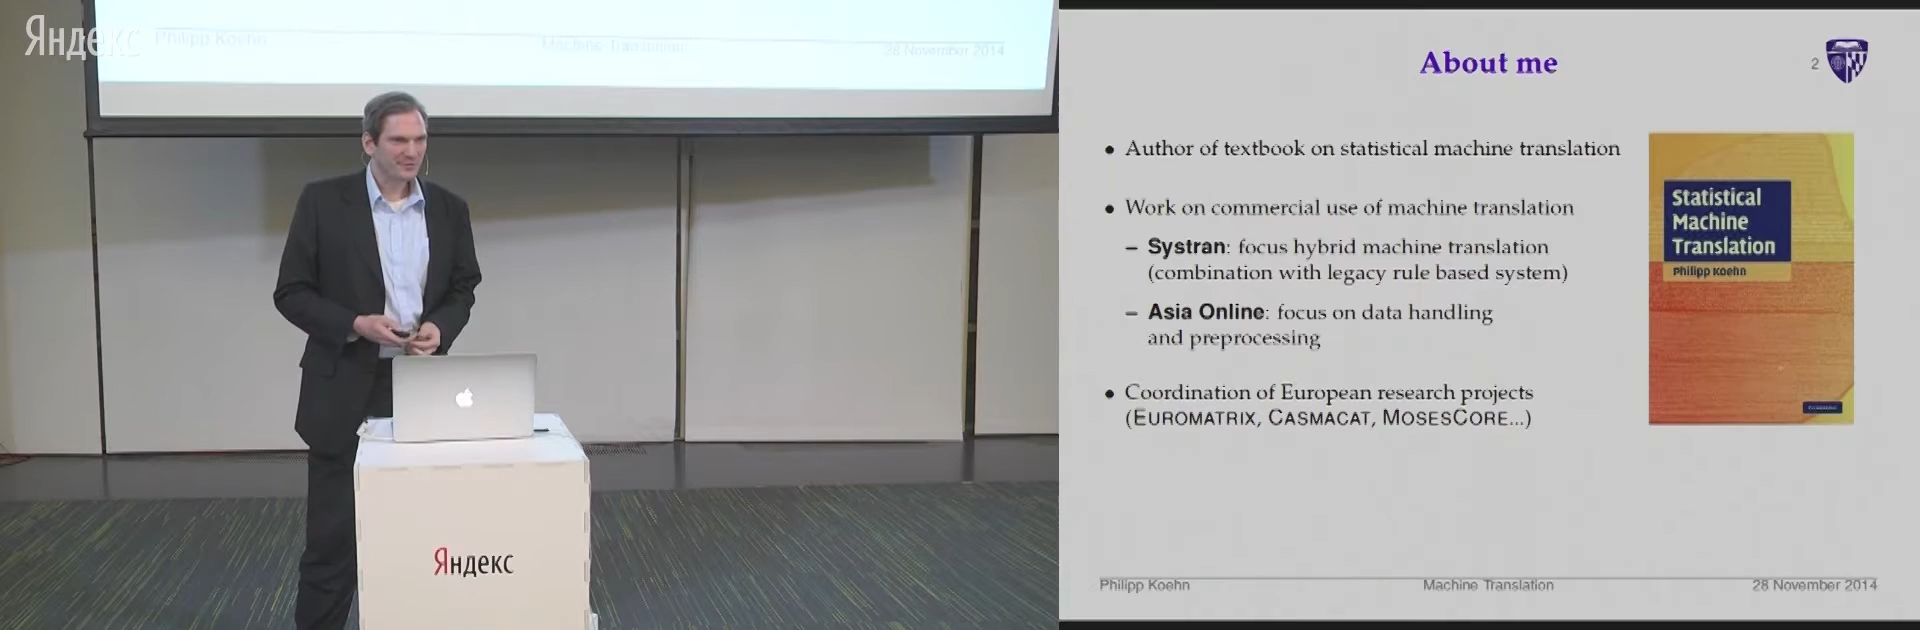 Яндекс
Philipp Koehn
Machine Translation
28 November 2014
Яндекс
About me
2
• Author of textbook on statistical machine translation
• Work on commercial use of machine translation
– Systran: focus hybrid machine translation
(combination with legacy rule based system)
– Asia Online: focus on data handling
and preprocessing
• Coordination of European research projects
(EUROMATRIX, CASMACAT, MOSESCORE...)
Statistical
Machine
Translation
Philipp Koehn
Philipp Koehn
Machine Translation
28 November 2014